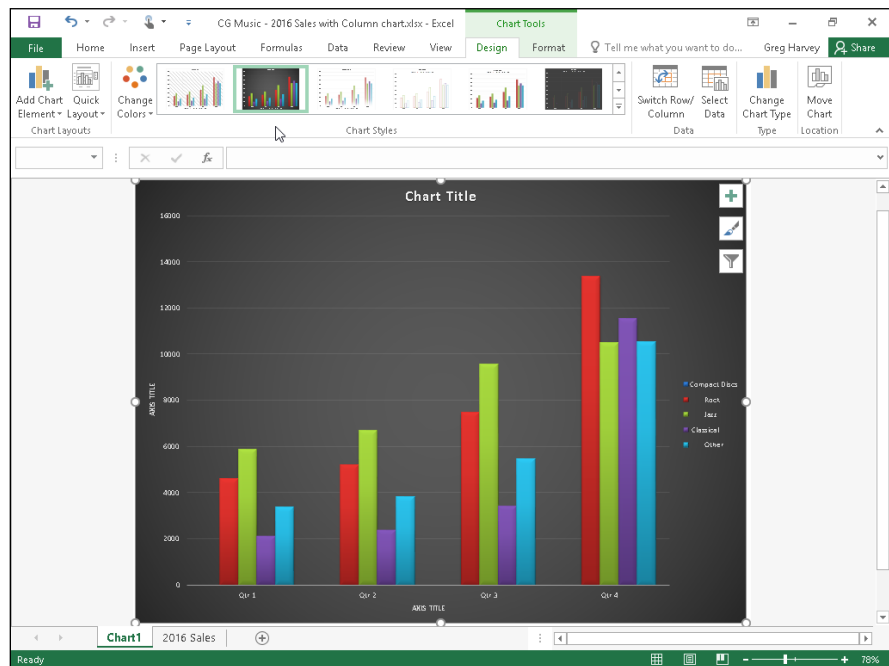 CG Music - 2016 Sales with Column chart.xlsx - Excel
Chart Tools
File Home Insert Page Layout Formulas Data Review View Design Format Tell me what you want to do... Greg Harvey Share
Add Chart Element
Quick Layout
Change Colors
Switch Row/ Column
Select Data
Change Chart Type
Move Chart
Chart Layouts
Chart Styles
Data
Type
Location
fx
Chart Title
16000
14000
12000
10000
8000
6000
4000
2000
0
AXIS TITLE
Compact Discs
Rock
Jazz
Classical
Other
Qtr 1 Qtr 2 Qtr 3 Qtr 4
AXIS TITLE
Chart1 2016 Sales
Ready
78%